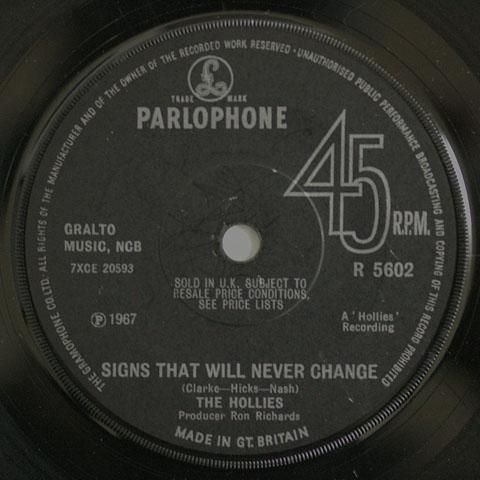 THE GRAMOPHONE CO.LTD. ALL RIGHTS OF THE MANUFACTURER AND OF THE OWNER OF THE RECORDED WORK RESERVED · UNAUTHORISED PUBLIC PERFORMANCE BROADCASTING AND COPYING OF THIS RECORD PROHIBITED
£
TRADE MARK
PARLOPHONE
45
R.P.M.
GRALTO
MUSIC, NCB
7XCE 20593
R 5602
SOLD IN U.K. SUBJECT TO
RESALE PRICE CONDITIONS,
SEE PRICE LISTS
℗ 1967
A 'Hollies'
Recording
SIGNS THAT WILL NEVER CHANGE
(Clarke—Hicks—Nash)
THE HOLLIES
Producer Ron Richards
MADE IN GT. BRITAIN